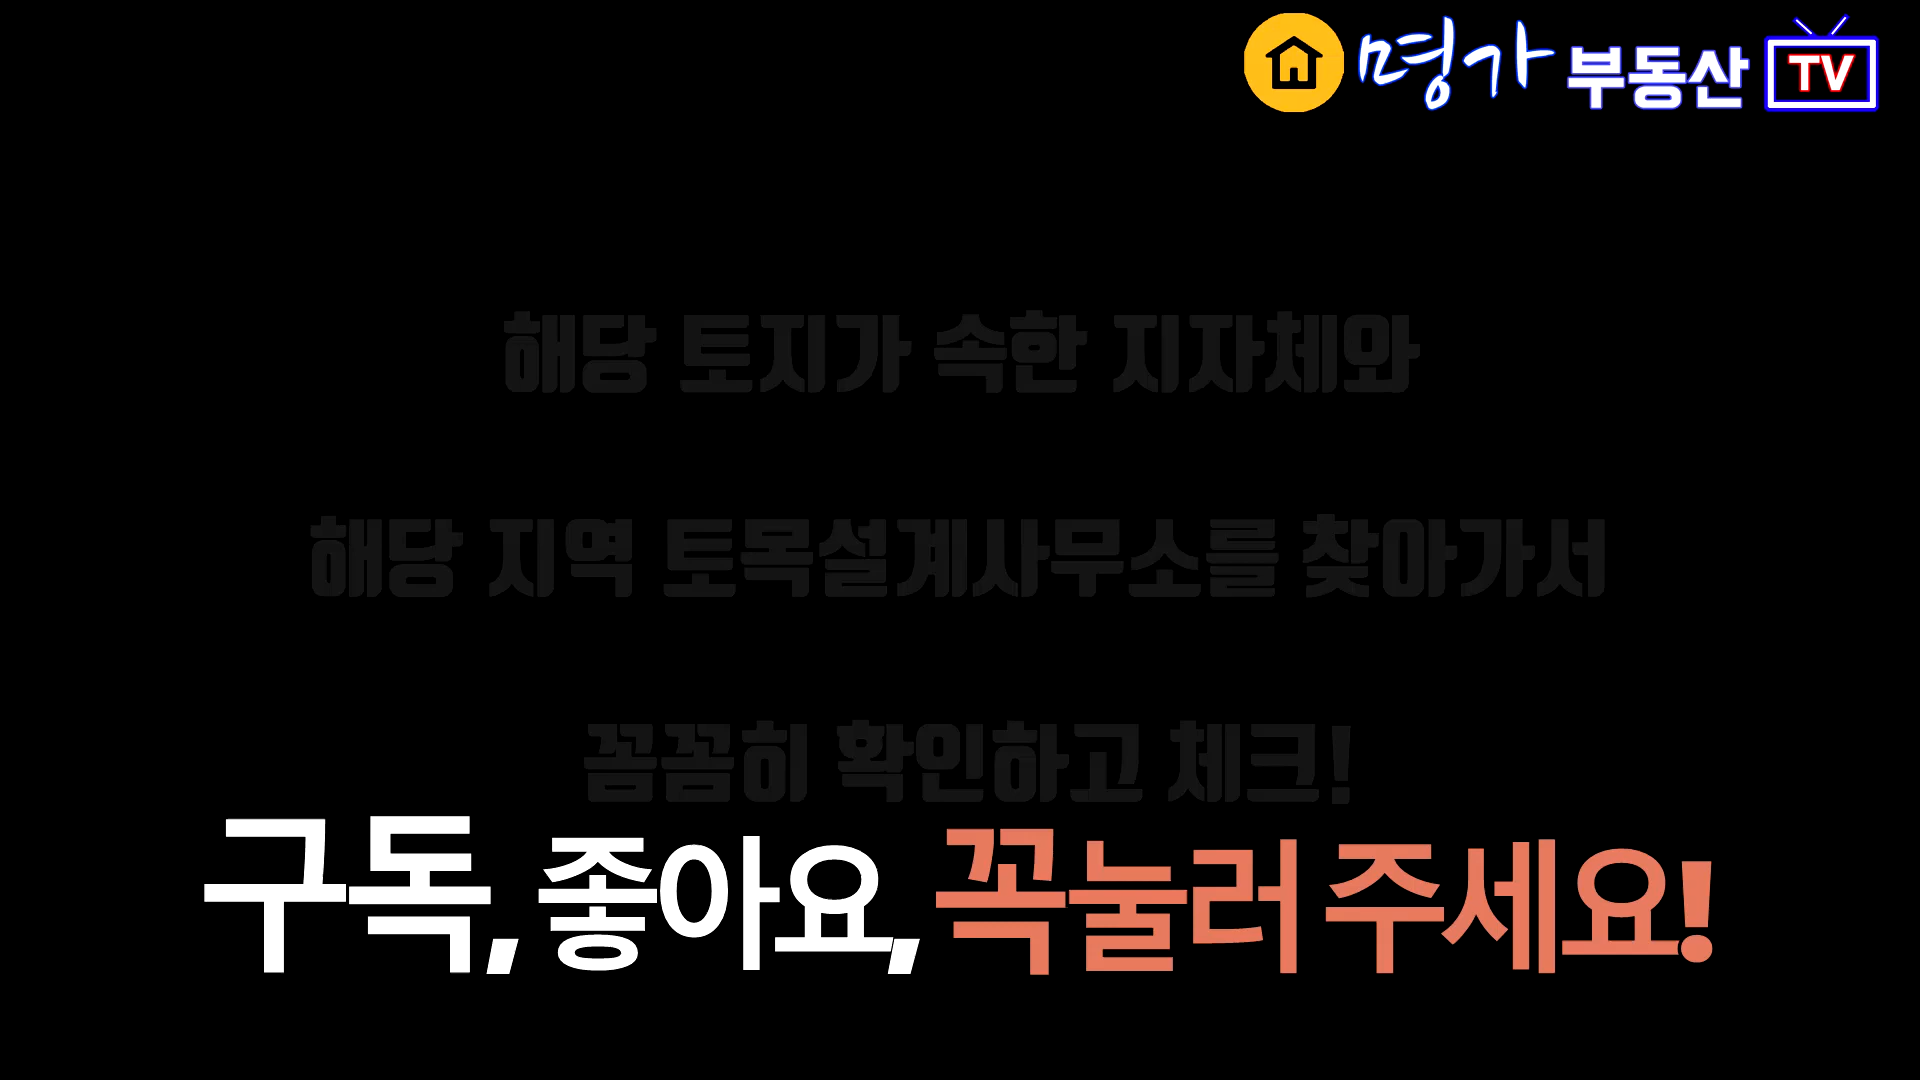 명가 부동산 TV
해당 토지가 속한 지자체와
해당 지역 토목설계사무소를 찾아가서
꼼꼼히 확인하고 체크!
구독, 좋아요, 꼭눌러 주세요!